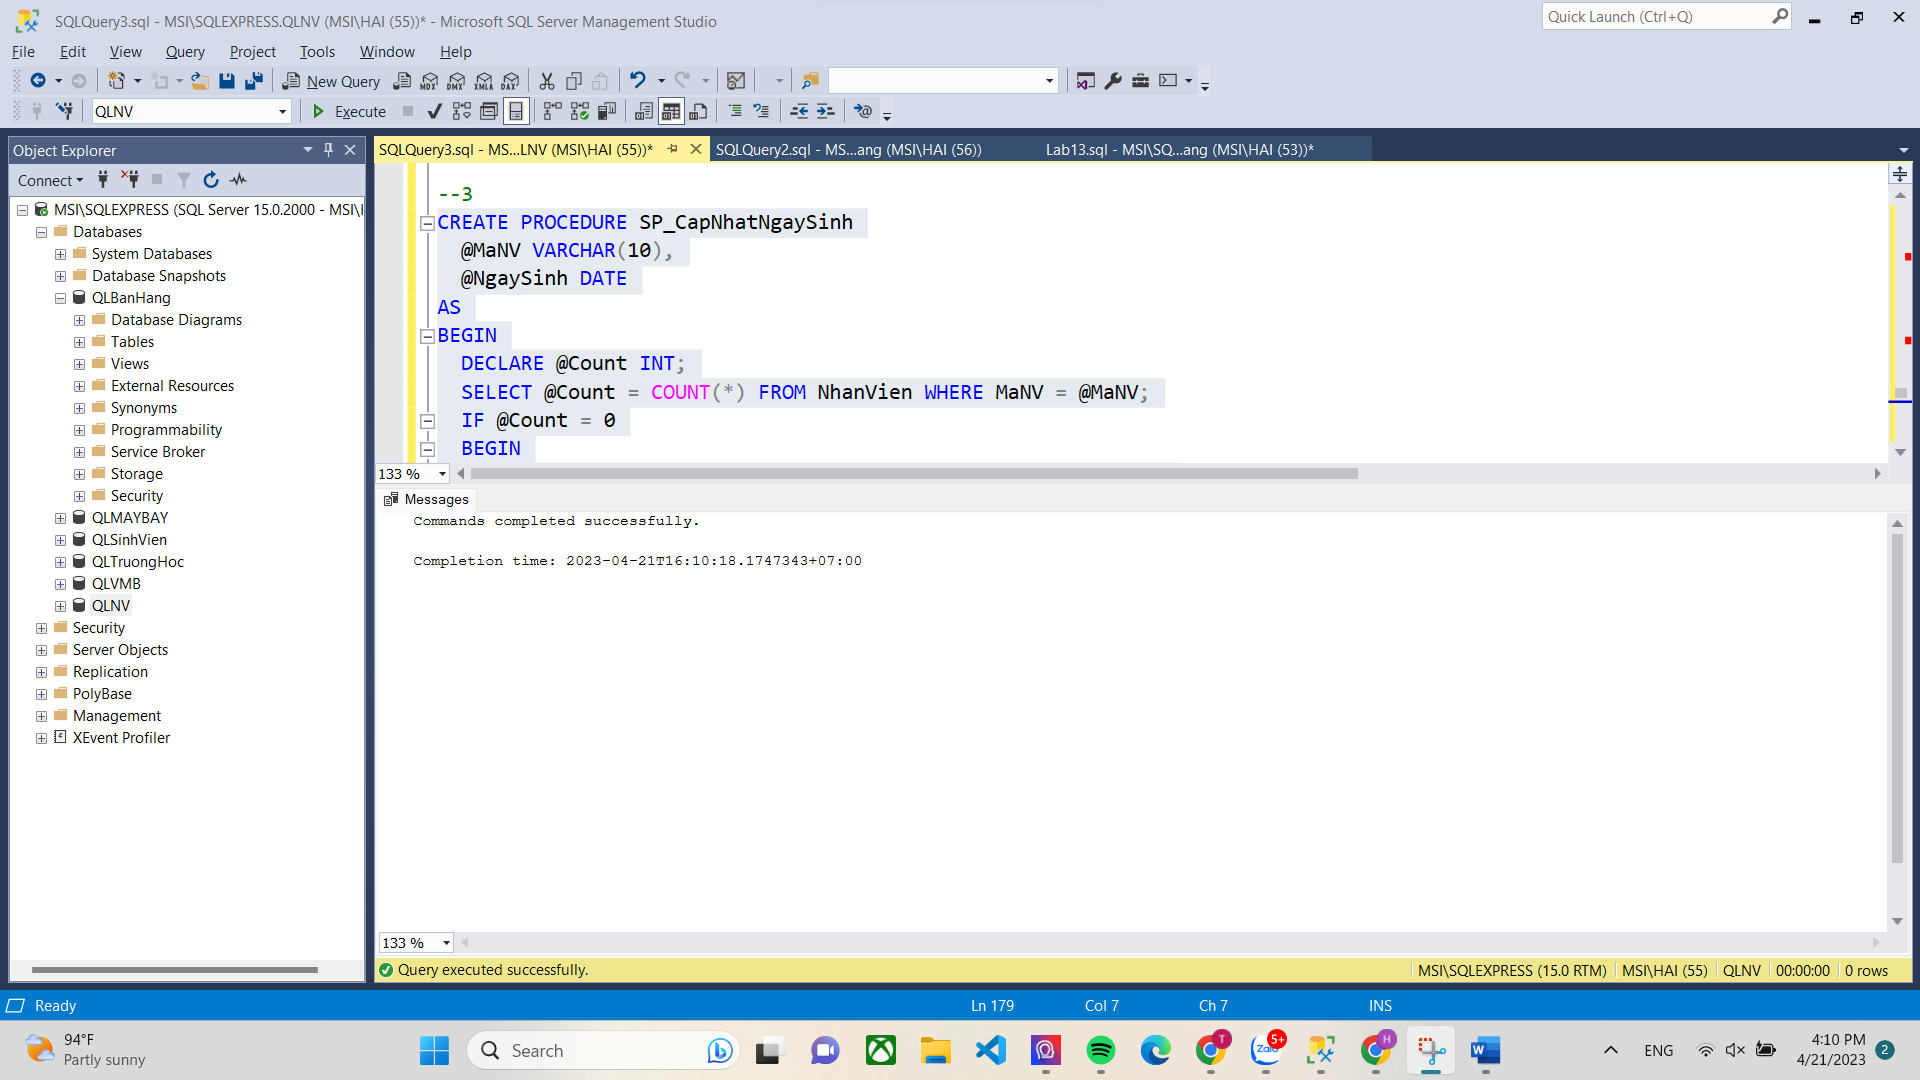 SQLQuery3.sql - MSI\SQLEXPRESS.QLNV (MSI\HAI (55))* - Microsoft SQL Server Management Studio
Quick Launch (Ctrl+Q)
File Edit View Query Project Tools Window Help
New Query MDX DMX XMLA DAX
QLNV Execute
Object Explorer
Connect
MSI\SQLEXPRESS (SQL Server 15.0.2000 - MSI\
Databases
System Databases
Database Snapshots
QLBanHang
Database Diagrams
Tables
Views
External Resources
Synonyms
Programmability
Service Broker
Storage
Security
QLMAYBAY
QLSinhVien
QLTruongHoc
QLVMB
QLNV
Security
Server Objects
Replication
PolyBase
Management
XEvent Profiler
SQLQuery3.sql - MS...LNV (MSI\HAI (55))* SQLQuery2.sql - MS...ang (MSI\HAI (56)) Lab13.sql - MSI\SQ...ang (MSI\HAI (53))*
--3
CREATE PROCEDURE SP_CapNhatNgaySinh
@MaNV VARCHAR(10),
@NgaySinh DATE
AS
BEGIN
DECLARE @Count INT;
SELECT @Count = COUNT(*) FROM NhanVien WHERE MaNV = @MaNV;
IF @Count = 0
BEGIN
133 %
Messages
Commands completed successfully.
Completion time: 2023-04-21T16:10:18.1747343+07:00
133 %
Query executed successfully. MSI\SQLEXPRESS (15.0 RTM) MSI\HAI (55) QLNV 00:00:00 0 rows
Ready Ln 179 Col 7 Ch 7 INS
94°F
Partly sunny
Search
T
Zalo
5+
H
W
ENG
4:10 PM
4/21/2023
2